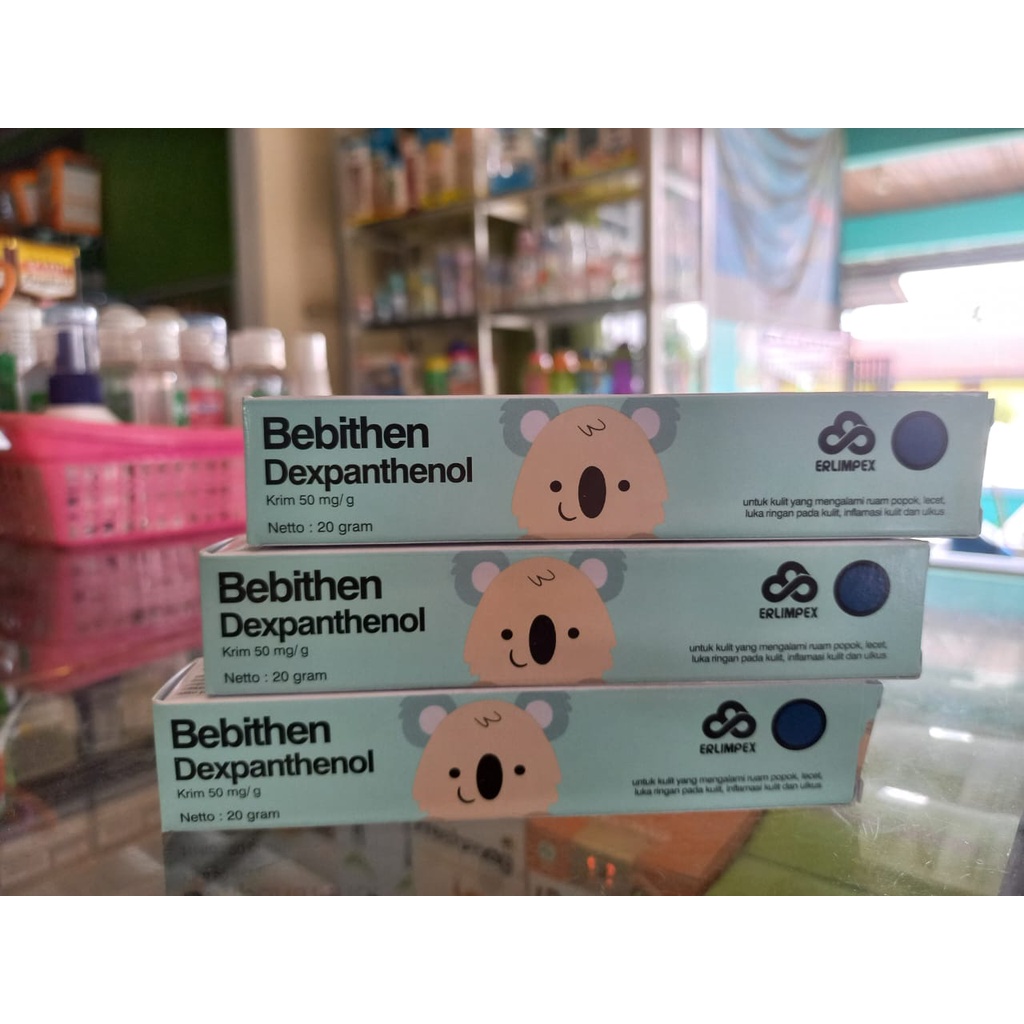 Bebithen
Dexpanthenol
Krim 50 mg/g
Netto : 20 gram
ERLIMPEX
untuk kulit yang mengalami ruam popok, lecet,
luka ringan pada kulit, inflamasi kulit dan ulkus
Bebithen
Dexpanthenol
Krim 50 mg/g
Netto : 20 gram
ERLIMPEX
untuk kulit yang mengalami ruam popok, lecet,
luka ringan pada kulit, inflamasi kulit dan ulkus
Bebithen
Dexpanthenol
Krim 50 mg/g
Netto : 20 gram
ERLIMPEX
untuk kulit yang mengalami ruam popok, lecet,
luka ringan pada kulit, inflamasi kulit dan ulkus